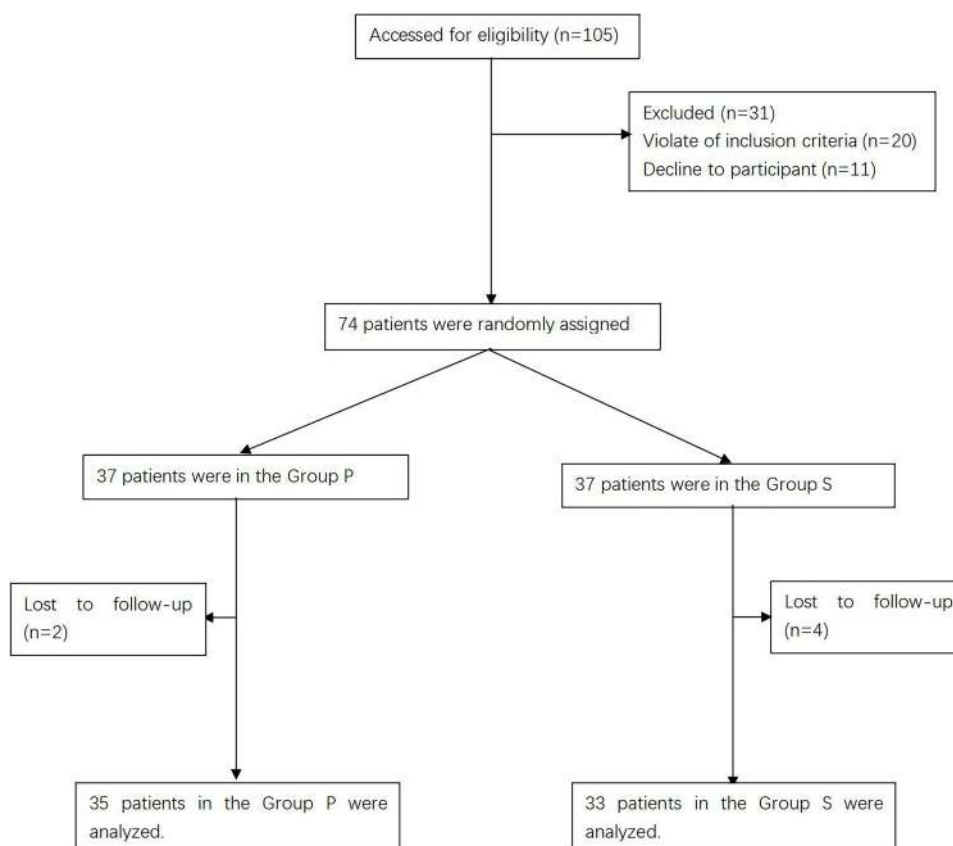 Accessed for eligibility (n=105)
Excluded (n=31)
Violate of inclusion criteria (n=20)
Decline to participant (n=11)
74 patients were randomly assigned
37 patients were in the Group P
37 patients were in the Group S
Lost to follow-up
(n=2)
Lost to follow-up
(n=4)
35 patients in the Group P were
analyzed.
33 patients in the Group S were
analyzed.